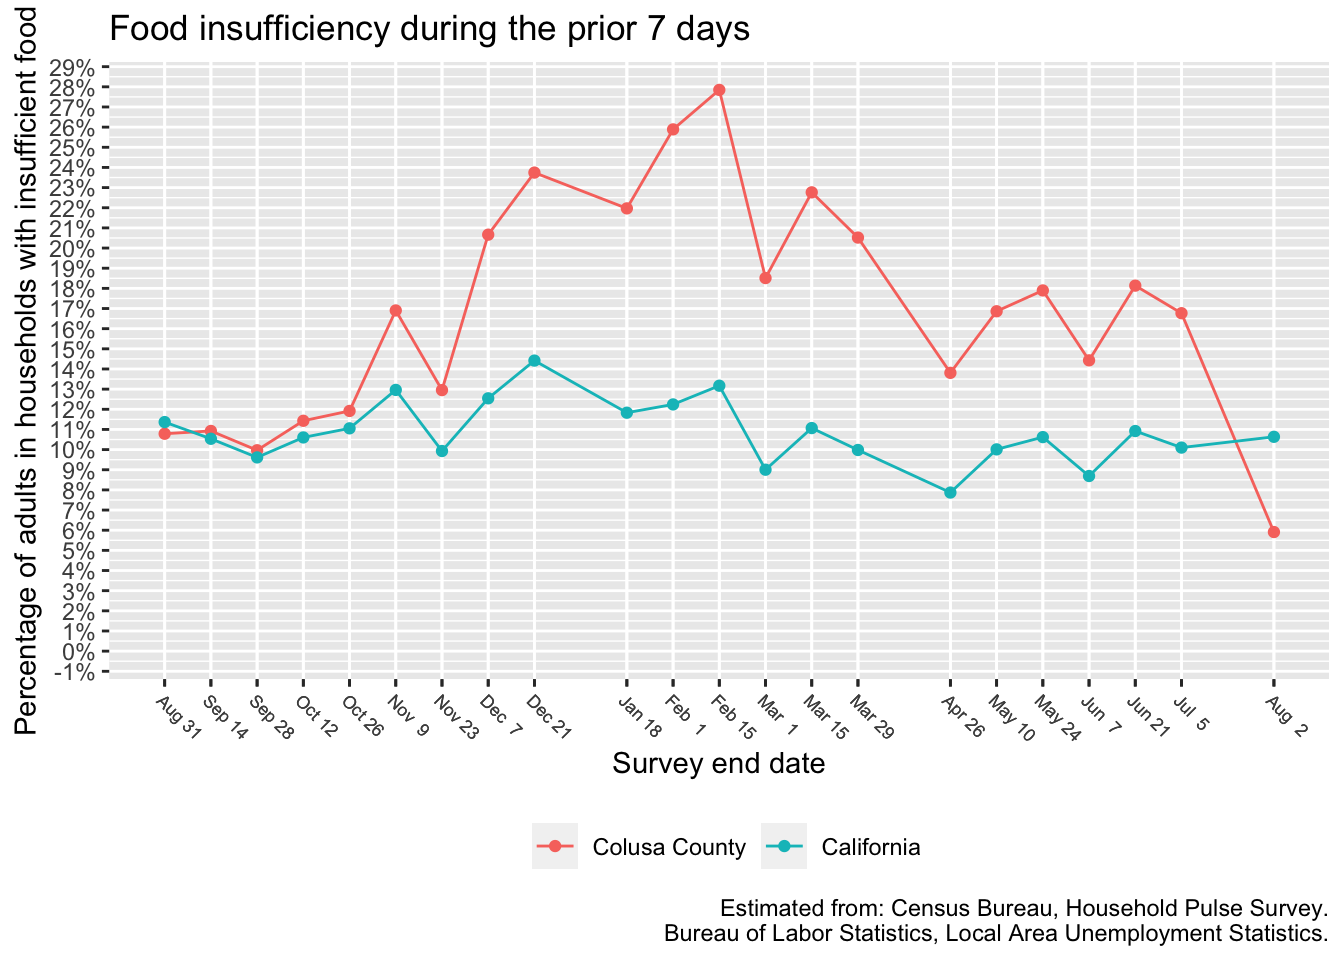 Food insufficiency during the prior 7 days
Percentage of adults in households with insufficient food
29%
28%
27%
26%
25%
24%
23%
22%
21%
20%
19%
18%
17%
16%
15%
14%
13%
12%
11%
10%
9%
8%
7%
6%
5%
4%
3%
2%
1%
0%
-1%
Aug 31
Sep 14
Sep 28
Oct 12
Oct 26
Nov 9
Nov 23
Dec 7
Dec 21
Jan 18
Feb 1
Feb 15
Mar 1
Mar 15
Mar 29
Apr 26
May 10
May 24
Jun 7
Jun 21
Jul 5
Aug 2
Survey end date
Colusa County California
Estimated from: Census Bureau, Household Pulse Survey.
Bureau of Labor Statistics, Local Area Unemployment Statistics.